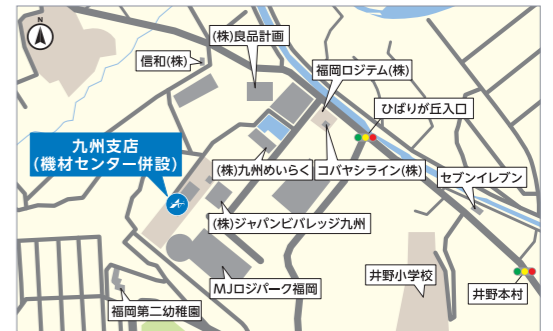 N
(株)良品計画
信和(株)
福岡ロジテム(株)
ひばりが丘入口
九州支店
(機材センター併設)
(株)九州めいらく
コバヤシライン(株)
セブンイレブン
(株)ジャパンビバレッジ九州
井野小学校
MJロジパーク福岡
井野本村
福岡第二幼稚園